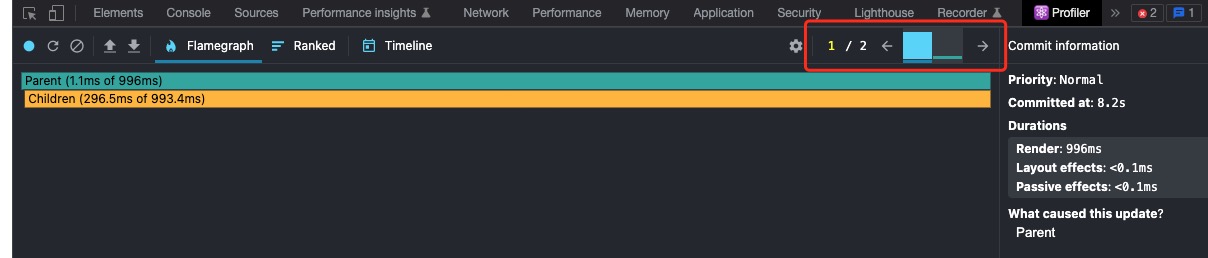 Elements Console Sources Performance insights Network Performance Memory Application Security Lighthouse Recorder Profiler » 2 1
Flamegraph Ranked Timeline 1 / 2 Commit information
Parent (1.1ms of 996ms)
Children (296.5ms of 993.4ms)
Priority: Normal
Committed at: 8.2s
Durations
Render: 996ms
Layout effects: <0.1ms
Passive effects: <0.1ms
What caused this update?
Parent